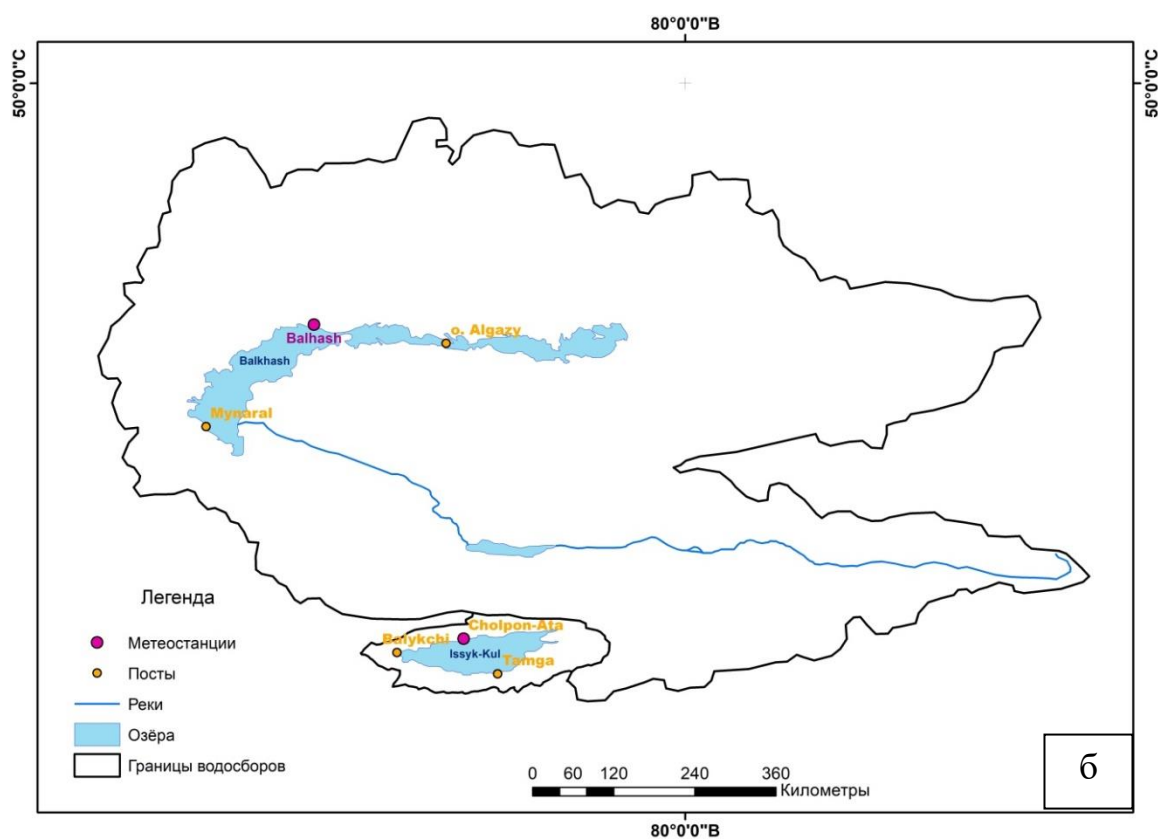 80°0'0"В
50°0'0"С
50°0'0"С
Balhash
Balkhash
o. Algazy
Mynaral
Cholpon-Ata
Balykchi
Issyk-Kul
Tamga
Легенда
Метеостанции
Посты
Реки
Озёра
Границы водосборов
0 60 120 240 360
Километры
б
80°0'0"В